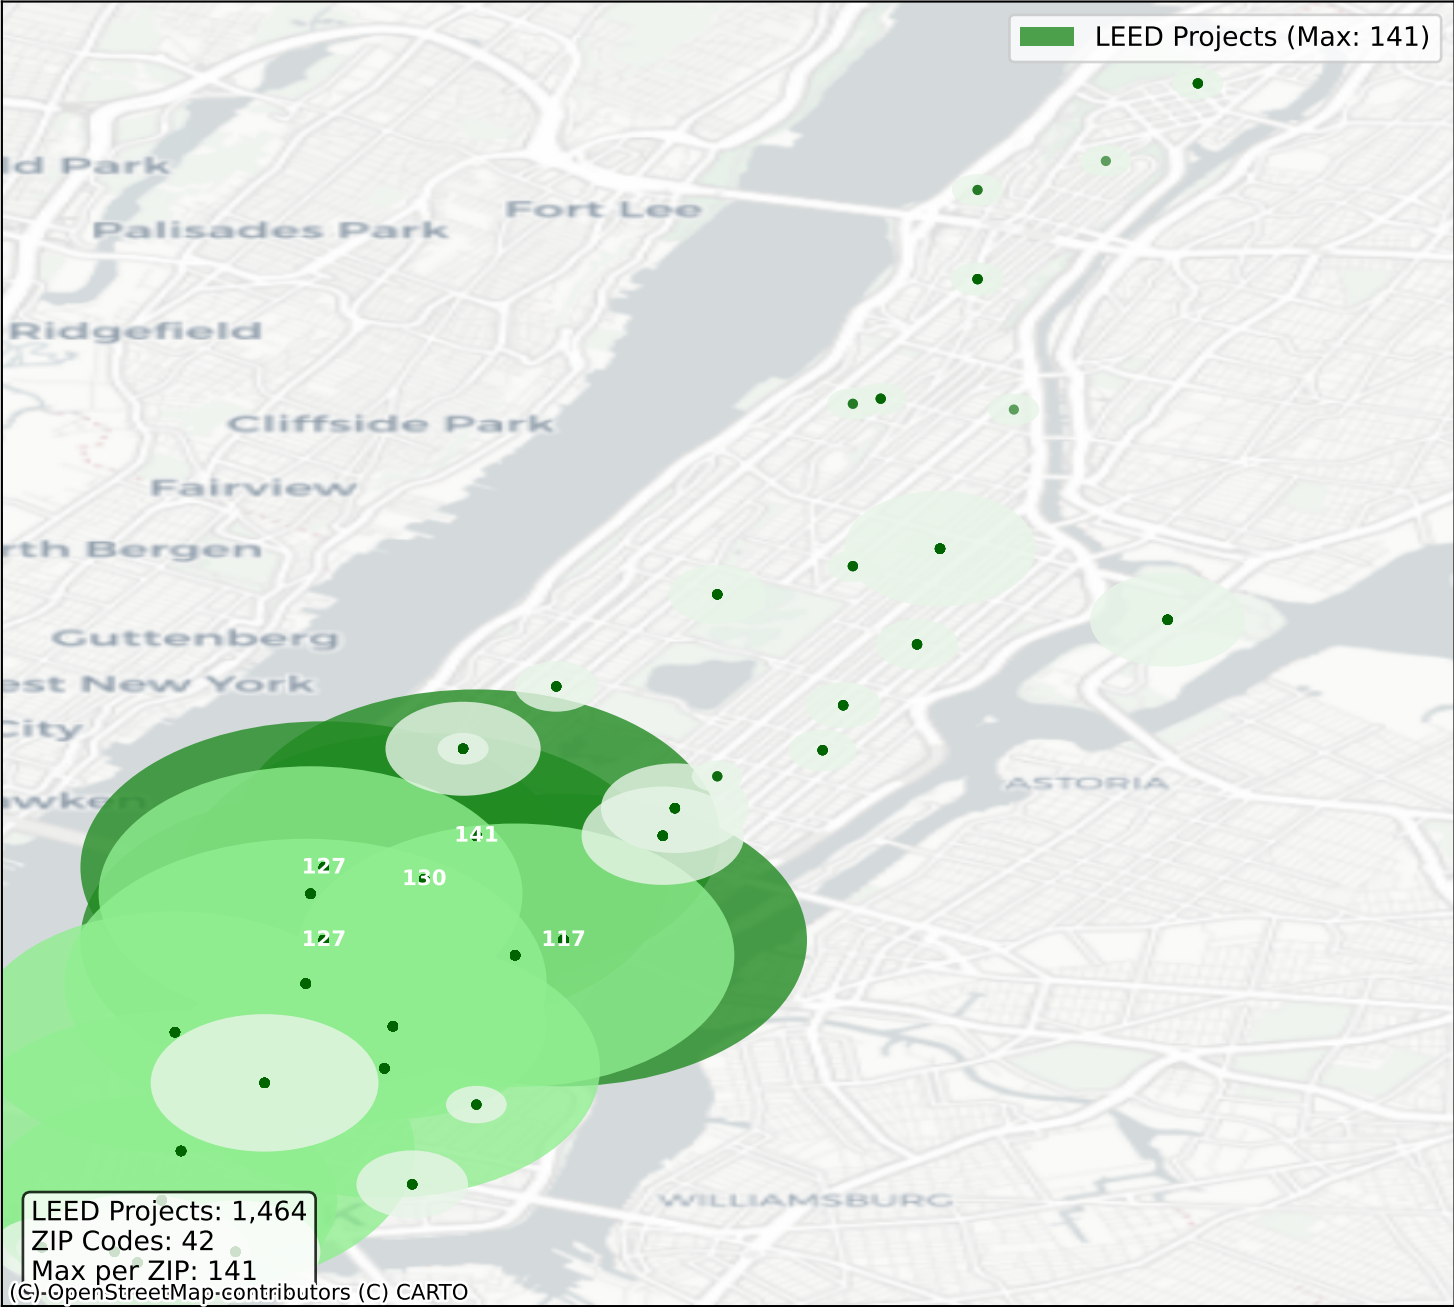 LEED Projects (Max: 141)
ld Park
Fort Lee
Palisades Park
Ridgefield
Cliffside Park
Fairview
rth Bergen
Guttenberg
est New York
City
ASTORIA
awken
141
127
130
127
117
WILLIAMSBURG
LEED Projects: 1,464
ZIP Codes: 42
Max per ZIP: 141
(C) OpenStreetMap contributors (C) CARTO